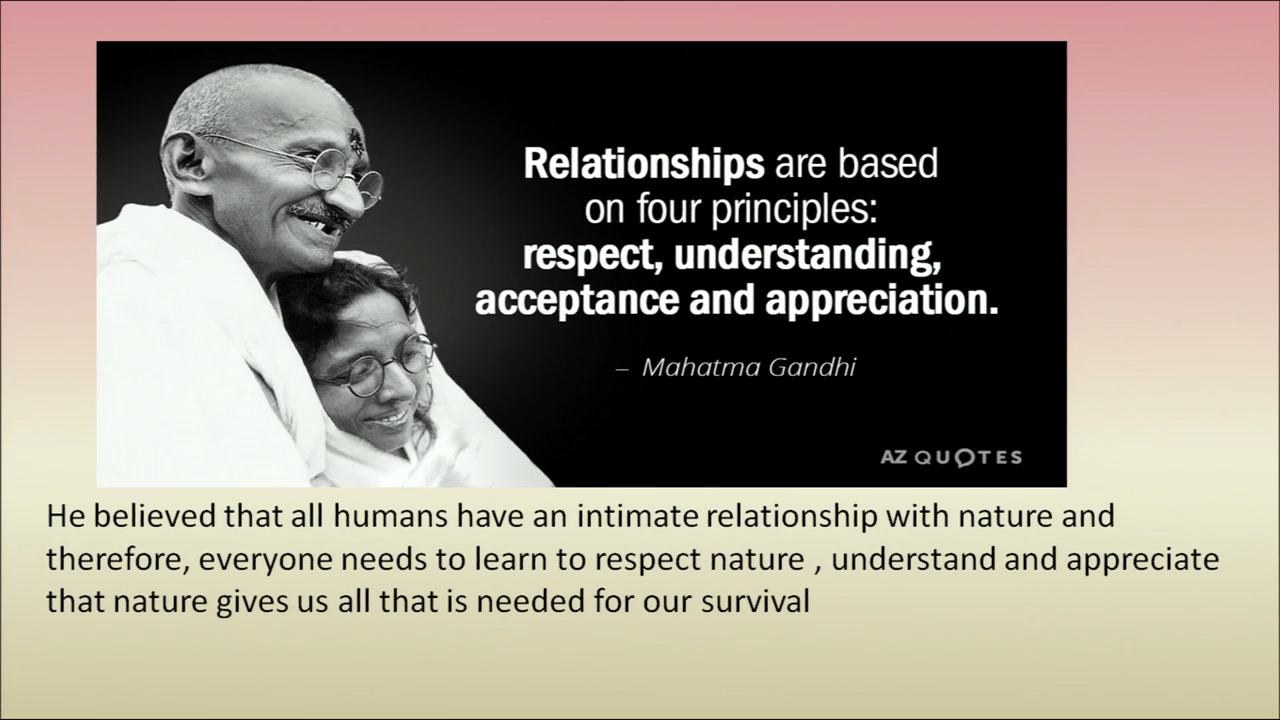 Relationships are based
on four principles:
respect, understanding,
acceptance and appreciation.
– Mahatma Gandhi
AZ QUOTES
He believed that all humans have an intimate relationship with nature and
therefore, everyone needs to learn to respect nature , understand and appreciate
that nature gives us all that is needed for our survival